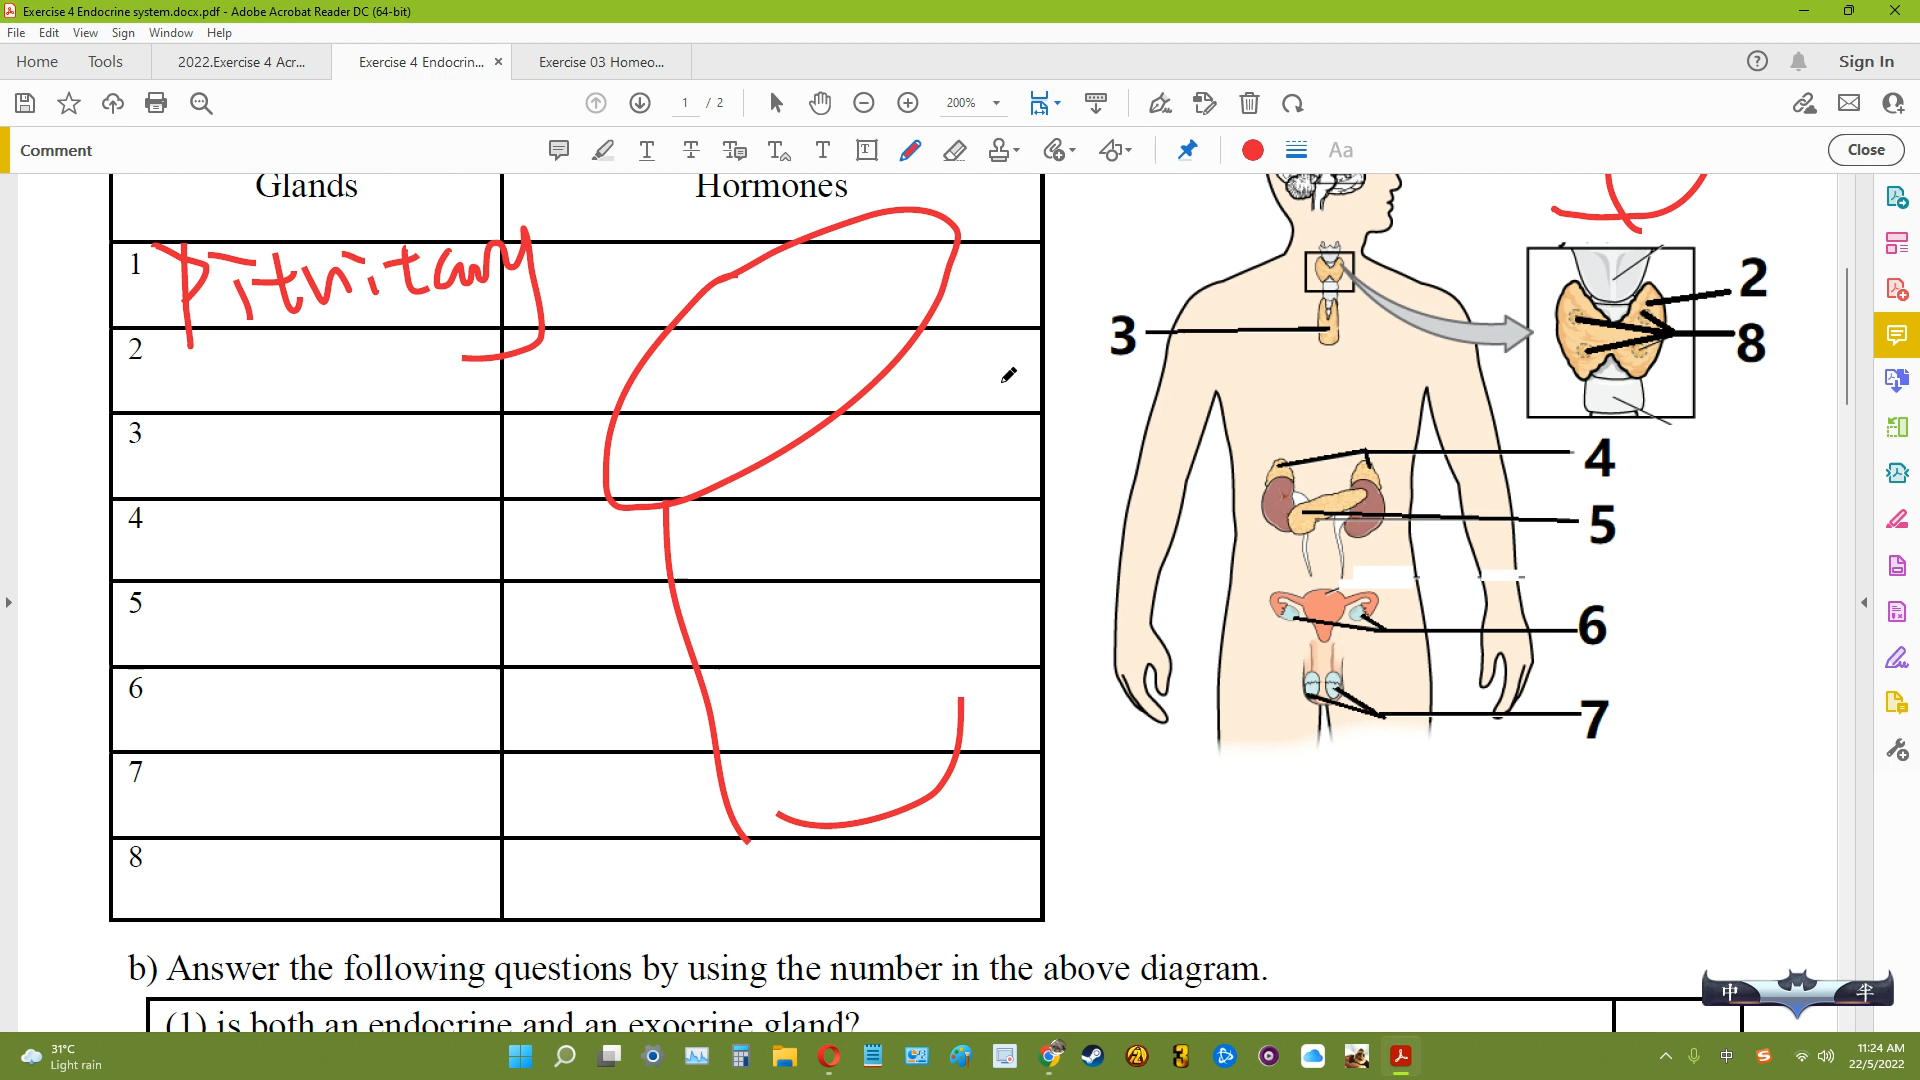 Exercise 4 Endocrine system.docx.pdf - Adobe Acrobat Reader DC (64-bit)
File Edit View Sign Window Help
Home Tools 2022.Exercise 4 Acr... Exercise 4 Endocrin... Exercise 03 Homeo... Sign In
1 / 2 200%
Comment Aa Close
Glands Hormones
1 Pituitary
2
3
4
5
6
7
8
2
8
3
4
5
6
7
b) Answer the following questions by using the number in the above diagram.
(1) is both an endocrine and an exocrine gland?
中
31°C
Light rain
3
中
11:24 AM
22/5/2022